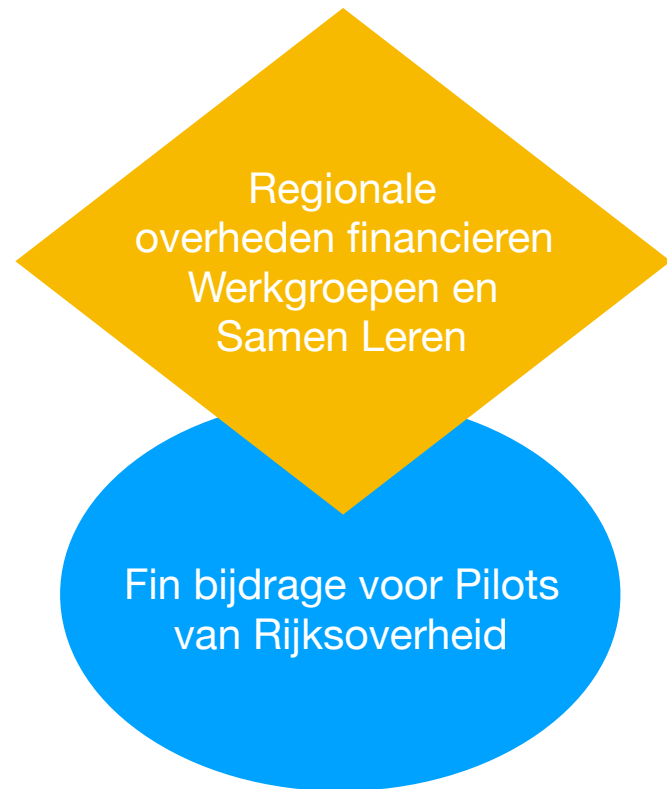 Regionale
overheden financieren
Werkgroepen en
Samen Leren
Fin bijdrage voor Pilots
van Rijksoverheid